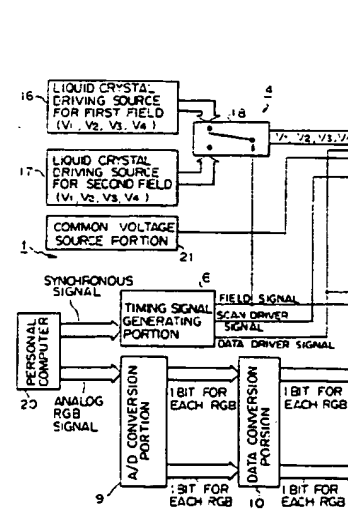 4
16
LIQUID CRYSTAL
DRIVING SOURCE
FOR FIRST FIELD
(V1, V2, V3, V4)
18
V1, V2, V3, V4
17
LIQUID CRYSTAL
DRIVING SOURCE
FOR SECOND FIELD
(V1, V2, V3, V4)
COMMON VOLTAGE
SOURCE PORTION
21
1
6
SYNCHRONOUS
SIGNAL
TIMING SIGNAL
GENERATING
PORTION
FIELD SIGNAL
SCAN DRIVER
SIGNAL
DATA DRIVER SIGNAL
PERSONAL
COMPUTER
20
ANALOG
RGB
SIGNAL
A/D CONVERSION
PORTION
9
1 BIT FOR
EACH RGB
1 BIT FOR
EACH RGB
DATA CONVERSION
PORSION
10
1 BIT FOR
EACH RGB
1 BIT FOR
EACH RGB